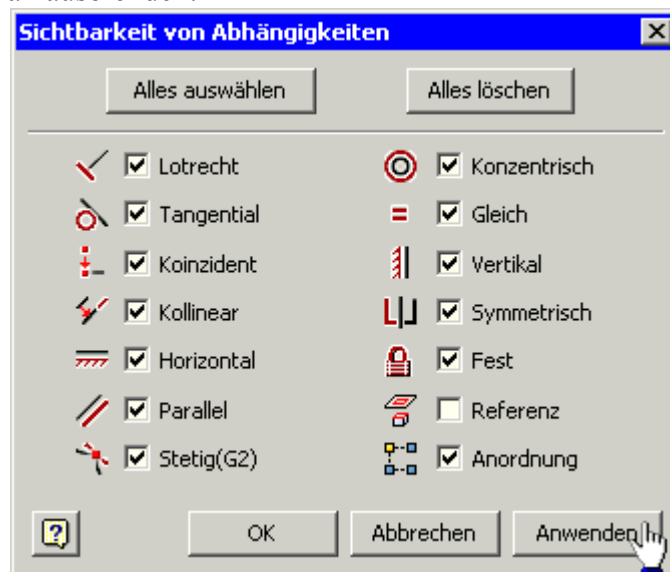 Sichtbarkeit von Abhängigkeiten
Alles auswählen Alles löschen
Lotrecht Konzentrisch
Tangential Gleich
Koinzident Vertikal
Kollinear Symmetrisch
Horizontal Fest
Parallel Referenz
Stetig(G2) Anordnung
OK Abbrechen Anwenden